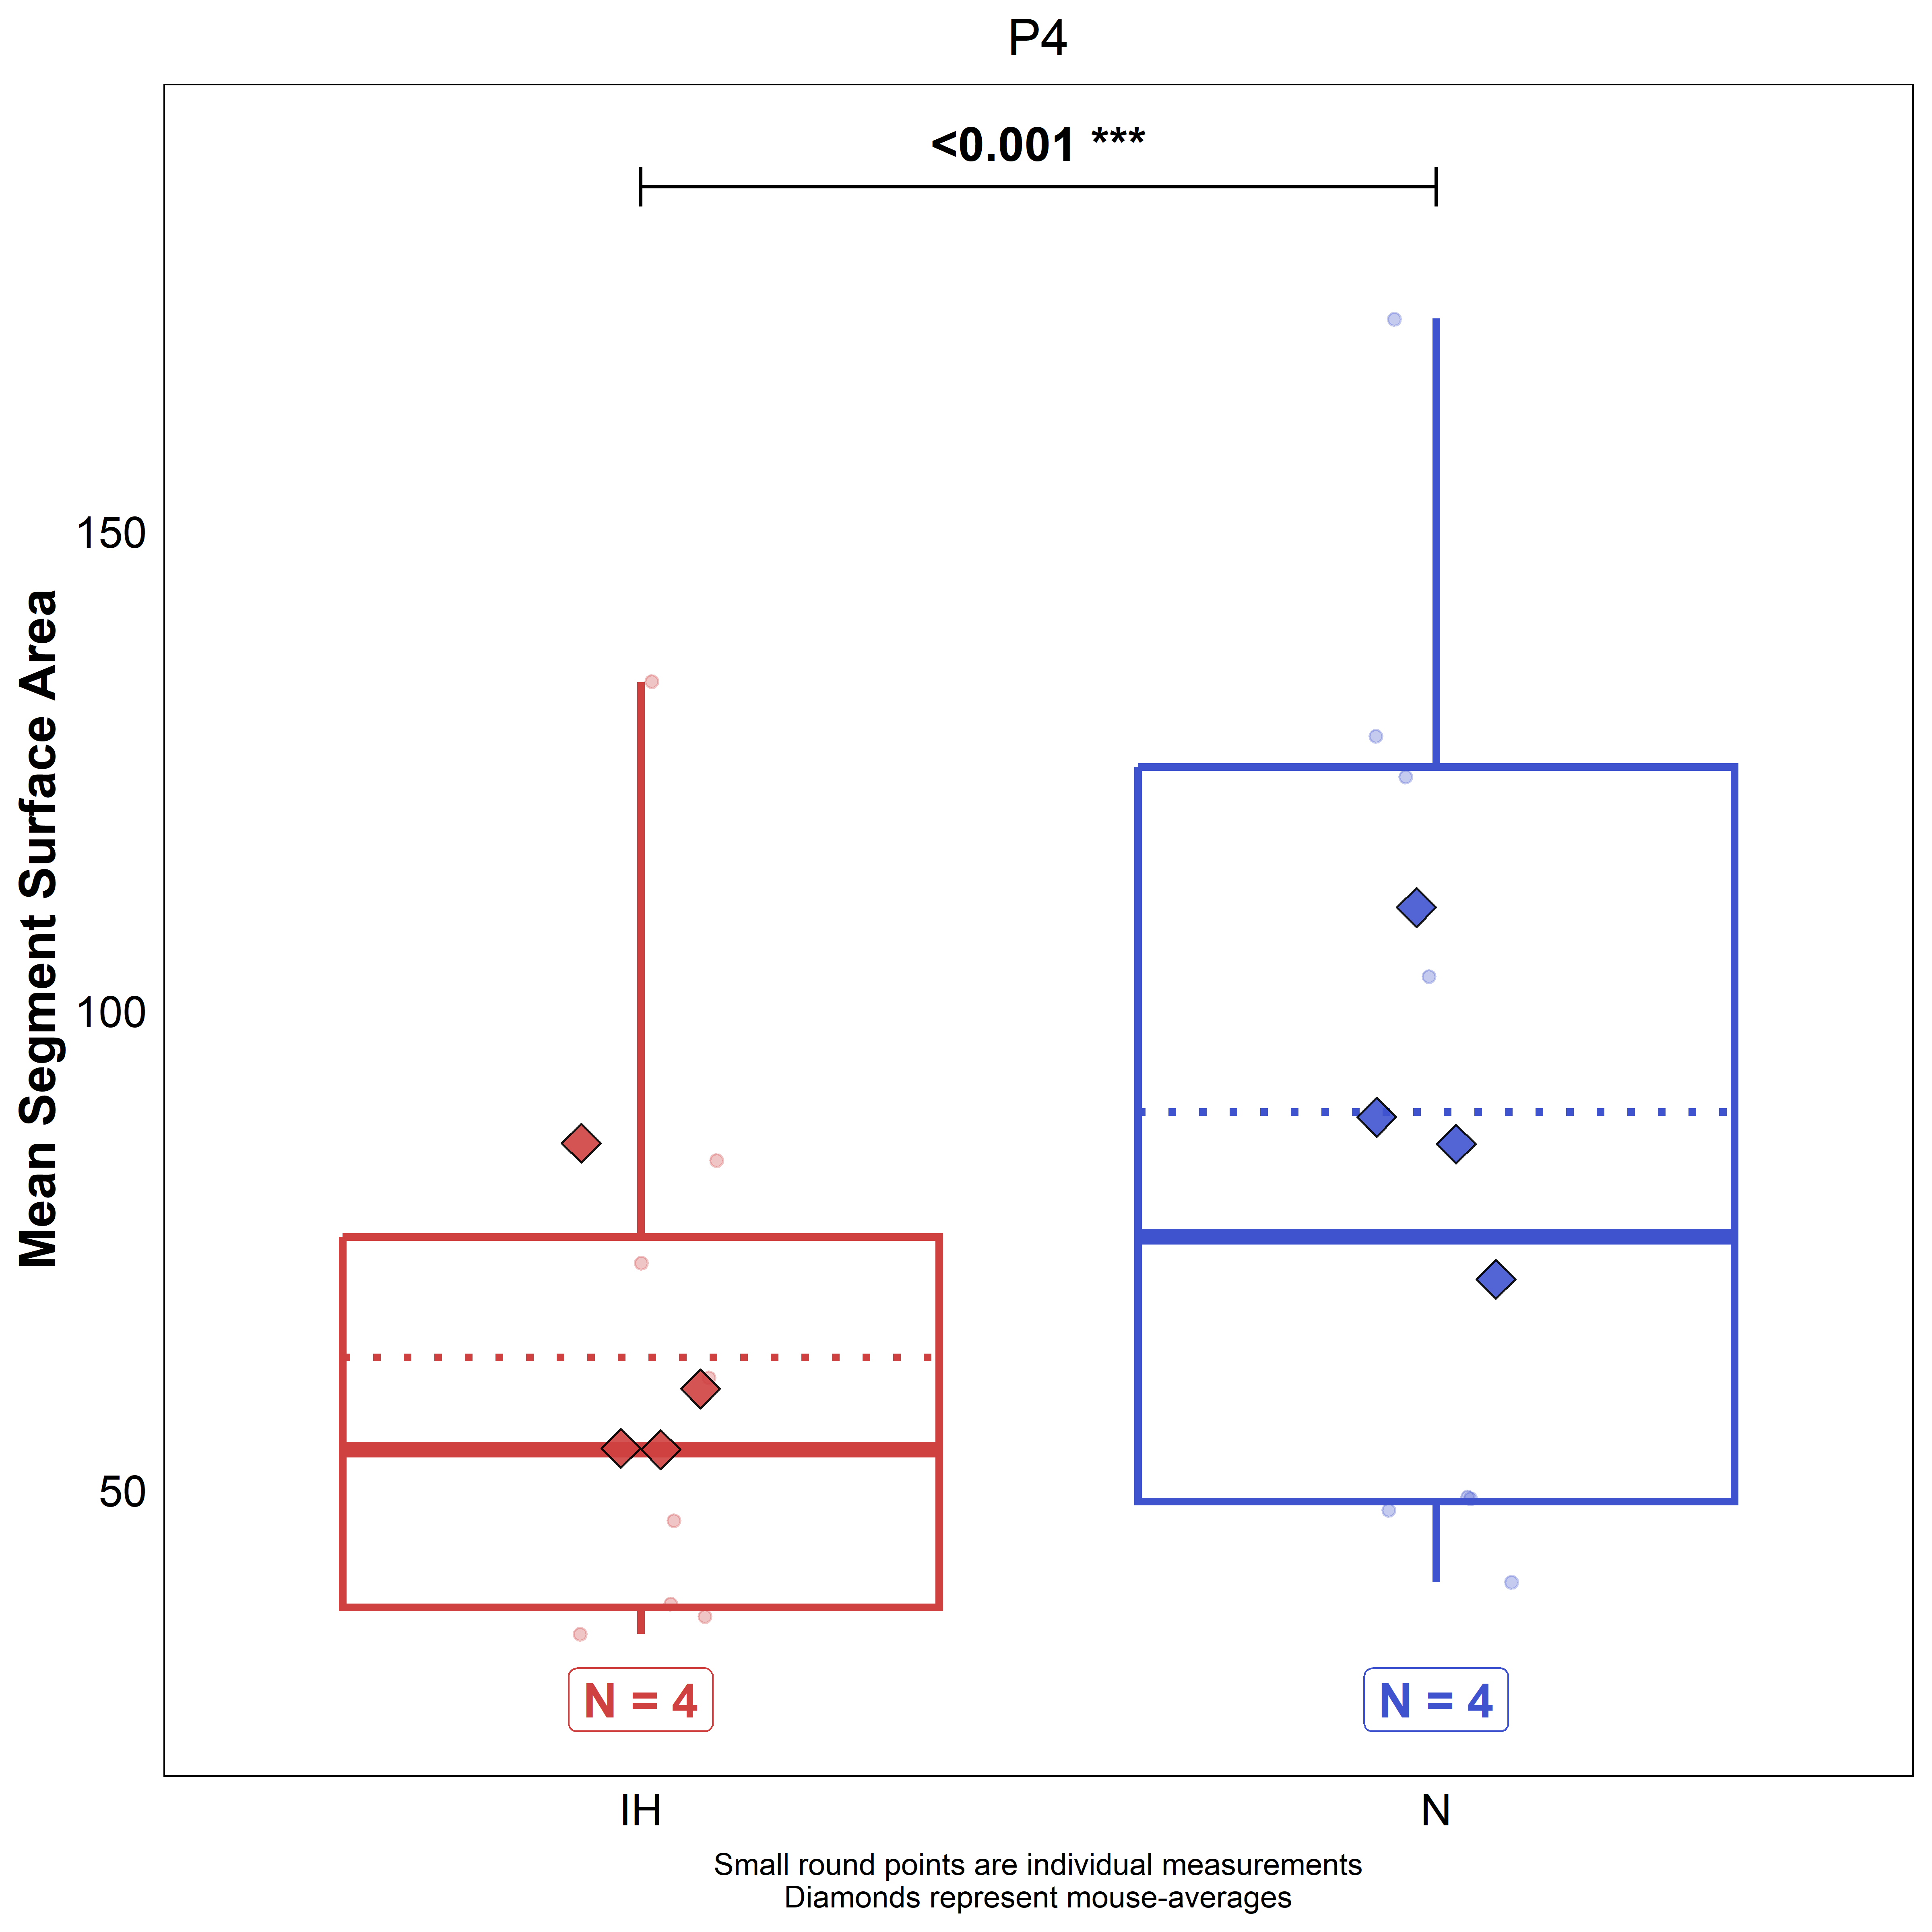 P4
<0.001 ***
Mean Segment Surface Area
150
100
50
N = 4
N = 4
IH
N
Small round points are individual measurements
Diamonds represent mouse-averages